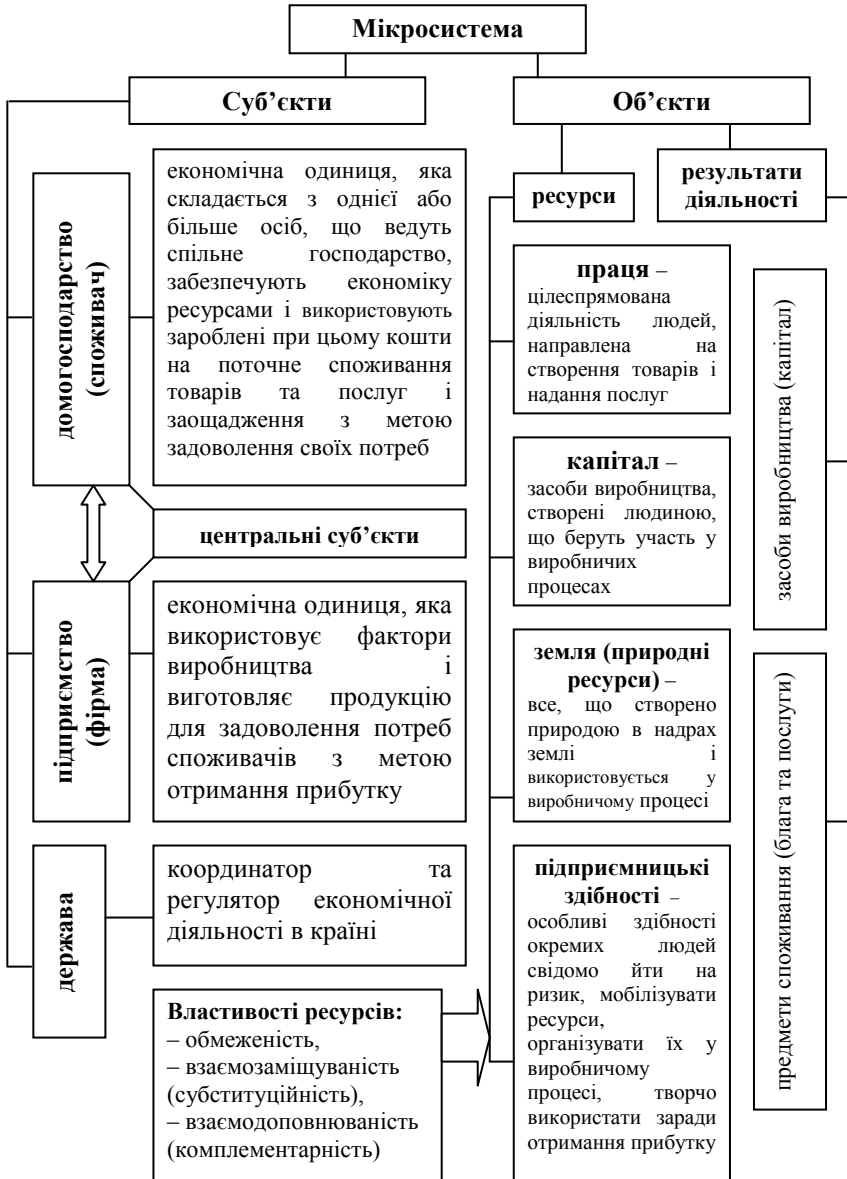 Мікросистема
Суб’єкти
домогосподарство
(споживач)
економічна одиниця, яка
складається з однієї або
більше осіб, що ведуть
спільне господарство,
забезпечують економіку
ресурсами і використовують
зароблені при цьому кошти
на поточне споживання
товарів та послуг і
заощадження з метою
задоволення своїх потреб
центральні суб’єкти
підприємство
(фірма)
економічна одиниця, яка
використовує фактори
виробництва і
виготовляє продукцію
для задоволення потреб
споживачів з метою
отримання прибутку
держава
координатор та
регулятор економічної
діяльності в країні
Властивості ресурсів:
– обмеженість,
– взаємозаміщуваність
(субституційність),
– взаємодоповнюваність
(комплементарність)
Об’єкти
ресурси
праця –
цілеспрямована
діяльність людей,
направлена на
створення товарів і
надання послуг
капітал –
засоби виробництва,
створені людиною,
що беруть участь у
виробничих
процесах
земля (природні
ресурси) –
все, що створено
природою в надрах
землі і
використовується у
виробничому процесі
підприємницькі
здібності –
особливі здібності
окремих людей
свідомо йти на
ризик, мобілізувати
ресурси,
організувати їх у
виробничому
процесі, творчо
використати заради
отримання прибутку
результати
діяльності
засоби виробництва (капітал)
предмети споживання (блага та послуги)